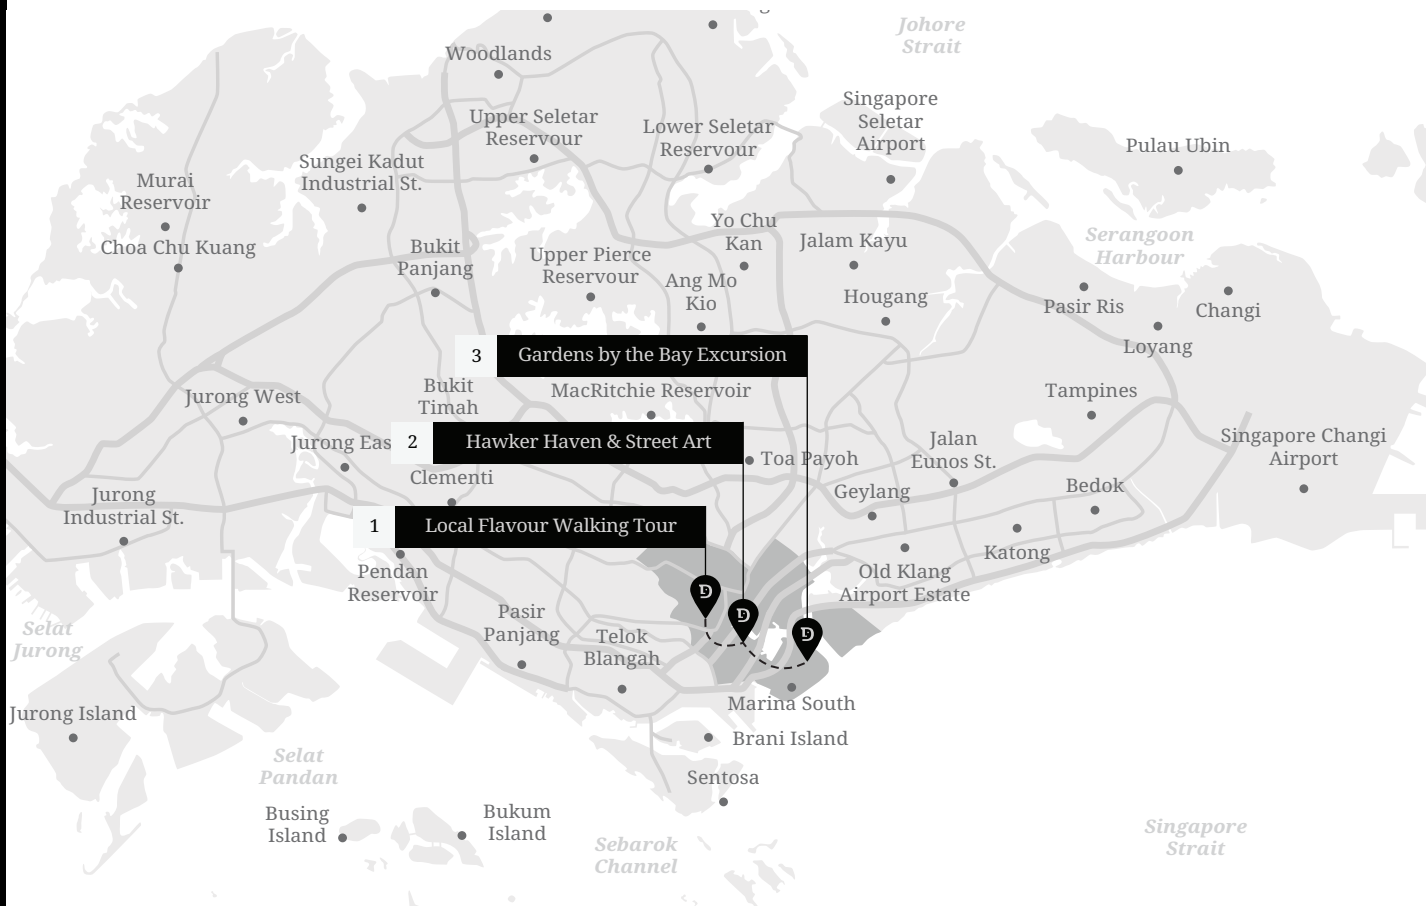 Johore
Strait
Woodlands
Singapore
Seletar
Airport
Upper Seletar
Reservour
Lower Seletar
Reservour
Pulau Ubin
Sungei Kadut
Industrial St.
Murai
Reservoir
Yo Chu
Kan
Jalam Kayu
Serangoon
Harbour
Choa Chu Kuang
Bukit
Panjang
Upper Pierce
Reservour
Ang Mo
Kio
Hougang
Pasir Ris
Changi
Loyang
3 Gardens by the Bay Excursion
Bukit
Timah
MacRitchie Reservoir
Jurong West
Tampines
2 Hawker Haven & Street Art
Jurong Eas
Toa Payoh
Jalan
Eunos St.
Singapore Changi
Airport
Clementi
Geylang
Bedok
Jurong
Industrial St.
1 Local Flavour Walking Tour
Katong
Pendan
Reservoir
Old Klang
Airport Estate
D
D
D
Pasir
Panjang
Telok
Blangah
Selat
Jurong
Marina South
Jurong Island
Brani Island
Selat
Pandan
Sentosa
Busing
Island
Bukum
Island
Sebarok
Channel
Singapore
Strait